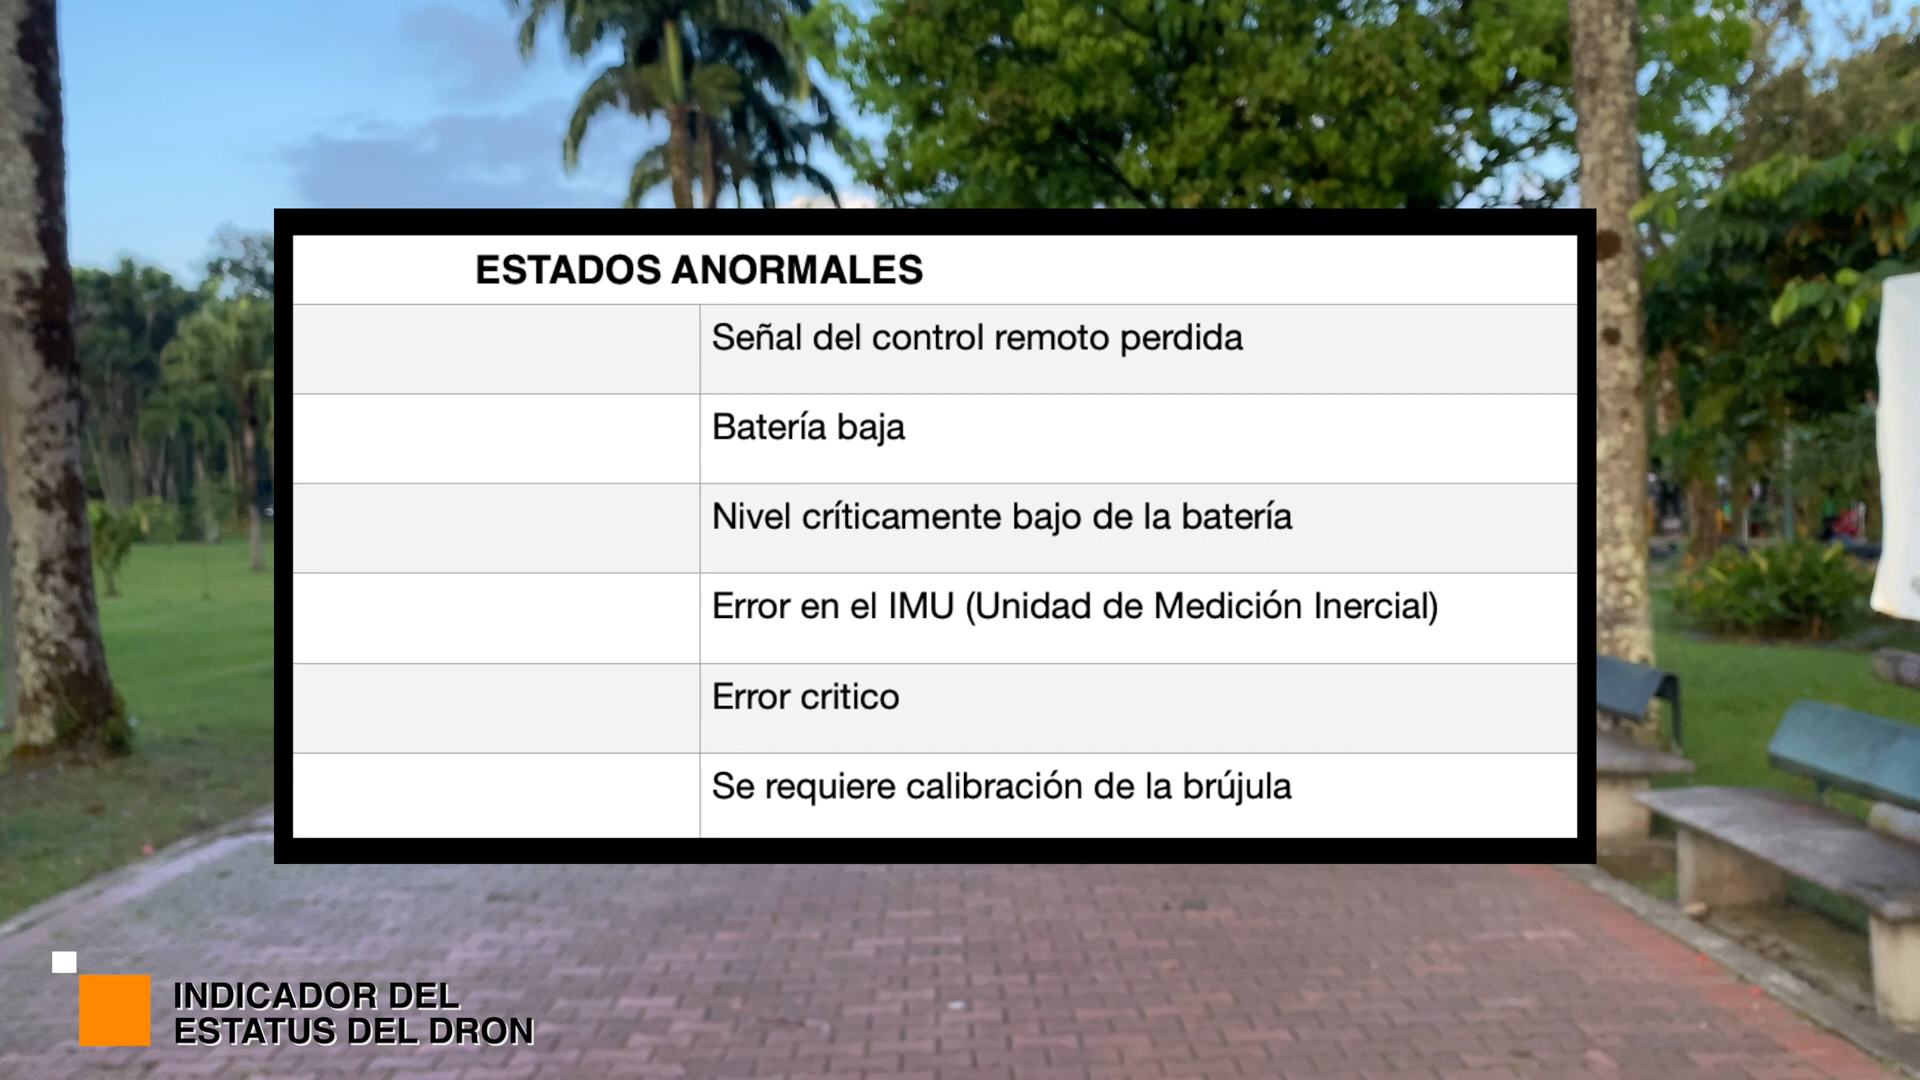 ESTADOS ANORMALES
Señal del control remoto perdida
Batería baja
Nivel críticamente bajo de la batería
Error en el IMU (Unidad de Medición Inercial)
Error critico
Se requiere calibración de la brújula
INDICADOR DEL
ESTATUS DEL DRON